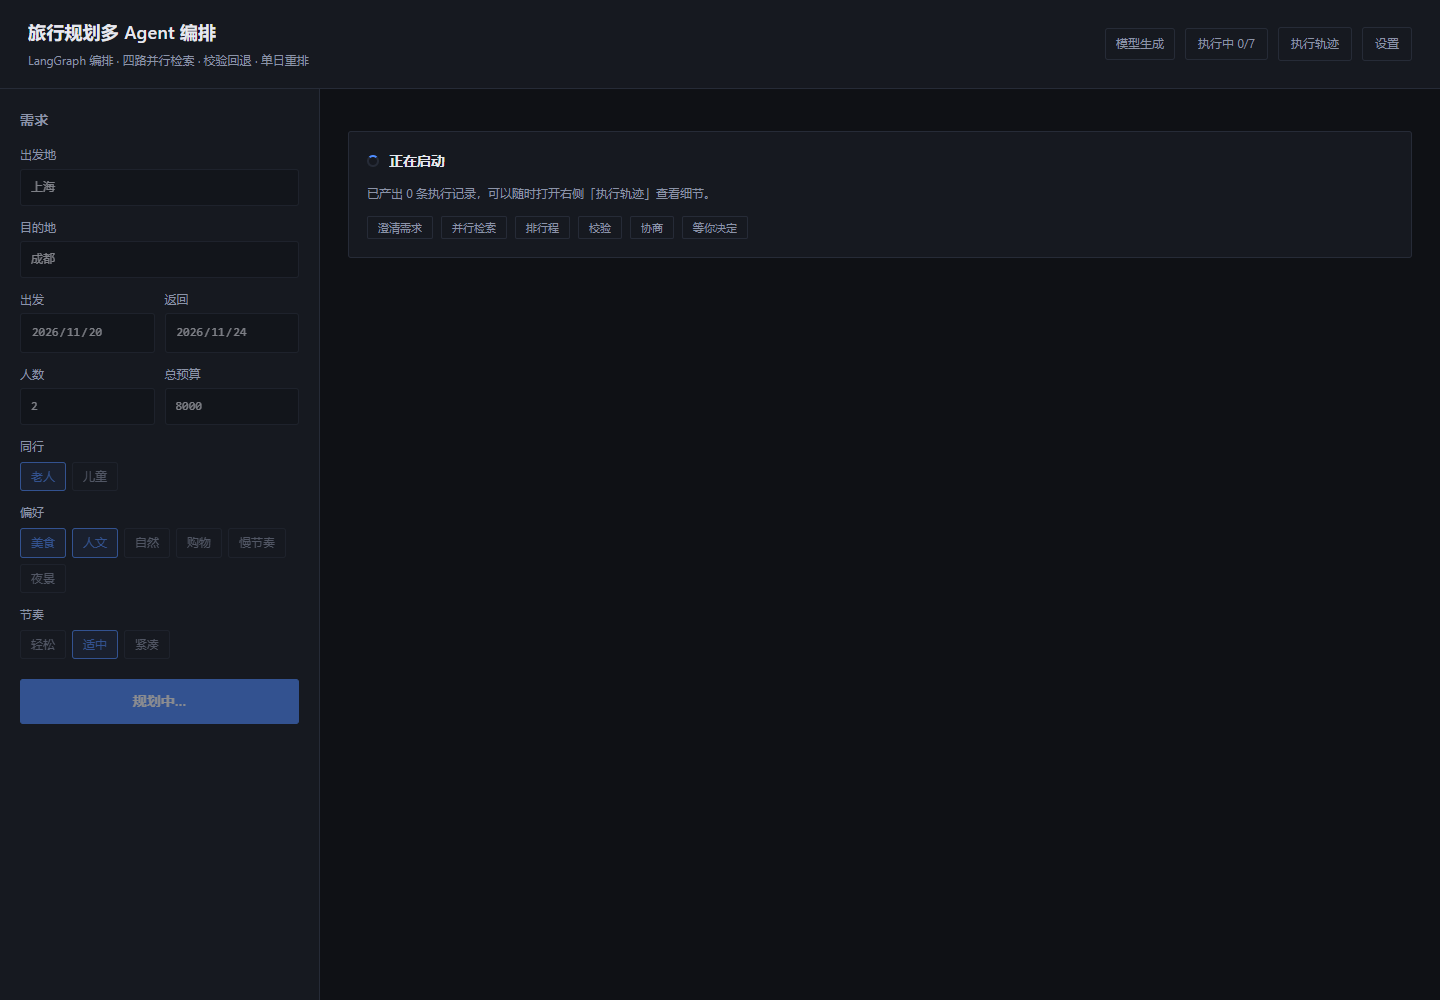 旅行规划多 Agent 编排
LangGraph 编排 · 四路并行检索 · 校验回退 · 单日重排
模型生成
执行中 0/7
执行轨迹
设置
需求
出发地
上海
目的地
成都
出发 返回
2026/11/20 2026/11/24
人数 总预算
2 8000
同行
老人 儿童
偏好
美食 人文 自然 购物 慢节奏
夜景
节奏
轻松 适中 紧凑
规划中...
正在启动
已产出 0 条执行记录，可以随时打开右侧「执行轨迹」查看细节。
澄清需求 并行检索 排行程 校验 协商 等你决定